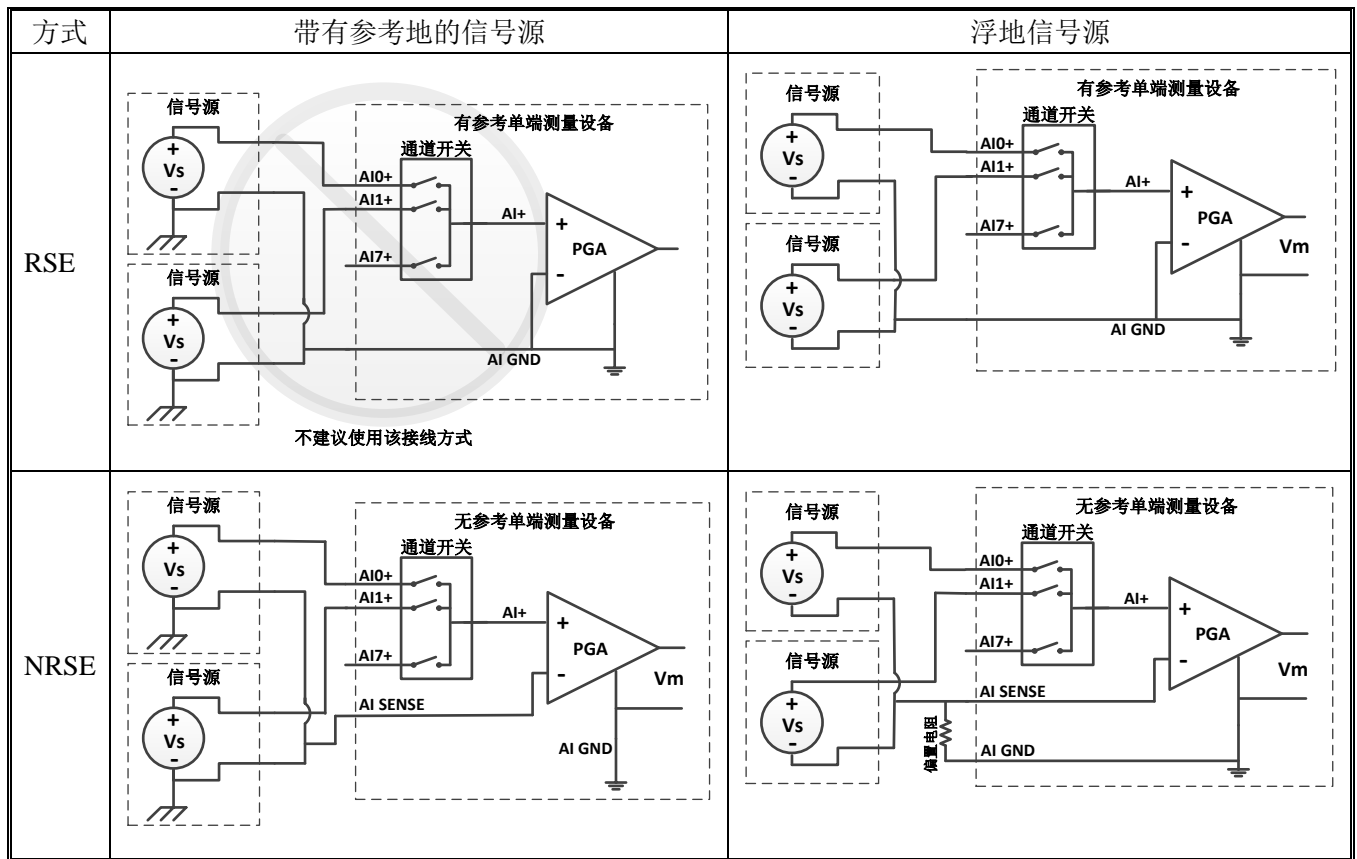 方式
带有参考地的信号源
浮地信号源
RSE
信号源
+
Vs
-
信号源
+
Vs
-
有参考单端测量设备
通道开关
AI0+
AI1+
AI7+
AI+
+
PGA
-
AI GND
不建议使用该接线方式
信号源
+
Vs
-
信号源
+
Vs
-
有参考单端测量设备
通道开关
AI0+
AI1+
AI7+
AI+
+
PGA
-
Vm
AI GND
NRSE
信号源
+
Vs
-
信号源
+
Vs
-
无参考单端测量设备
通道开关
AI0+
AI1+
AI7+
AI+
+
PGA
-
Vm
AI SENSE
AI GND
信号源
+
Vs
-
信号源
+
Vs
-
无参考单端测量设备
通道开关
AI0+
AI1+
AI7+
AI+
+
PGA
-
Vm
AI SENSE
偏置电阻
AI GND